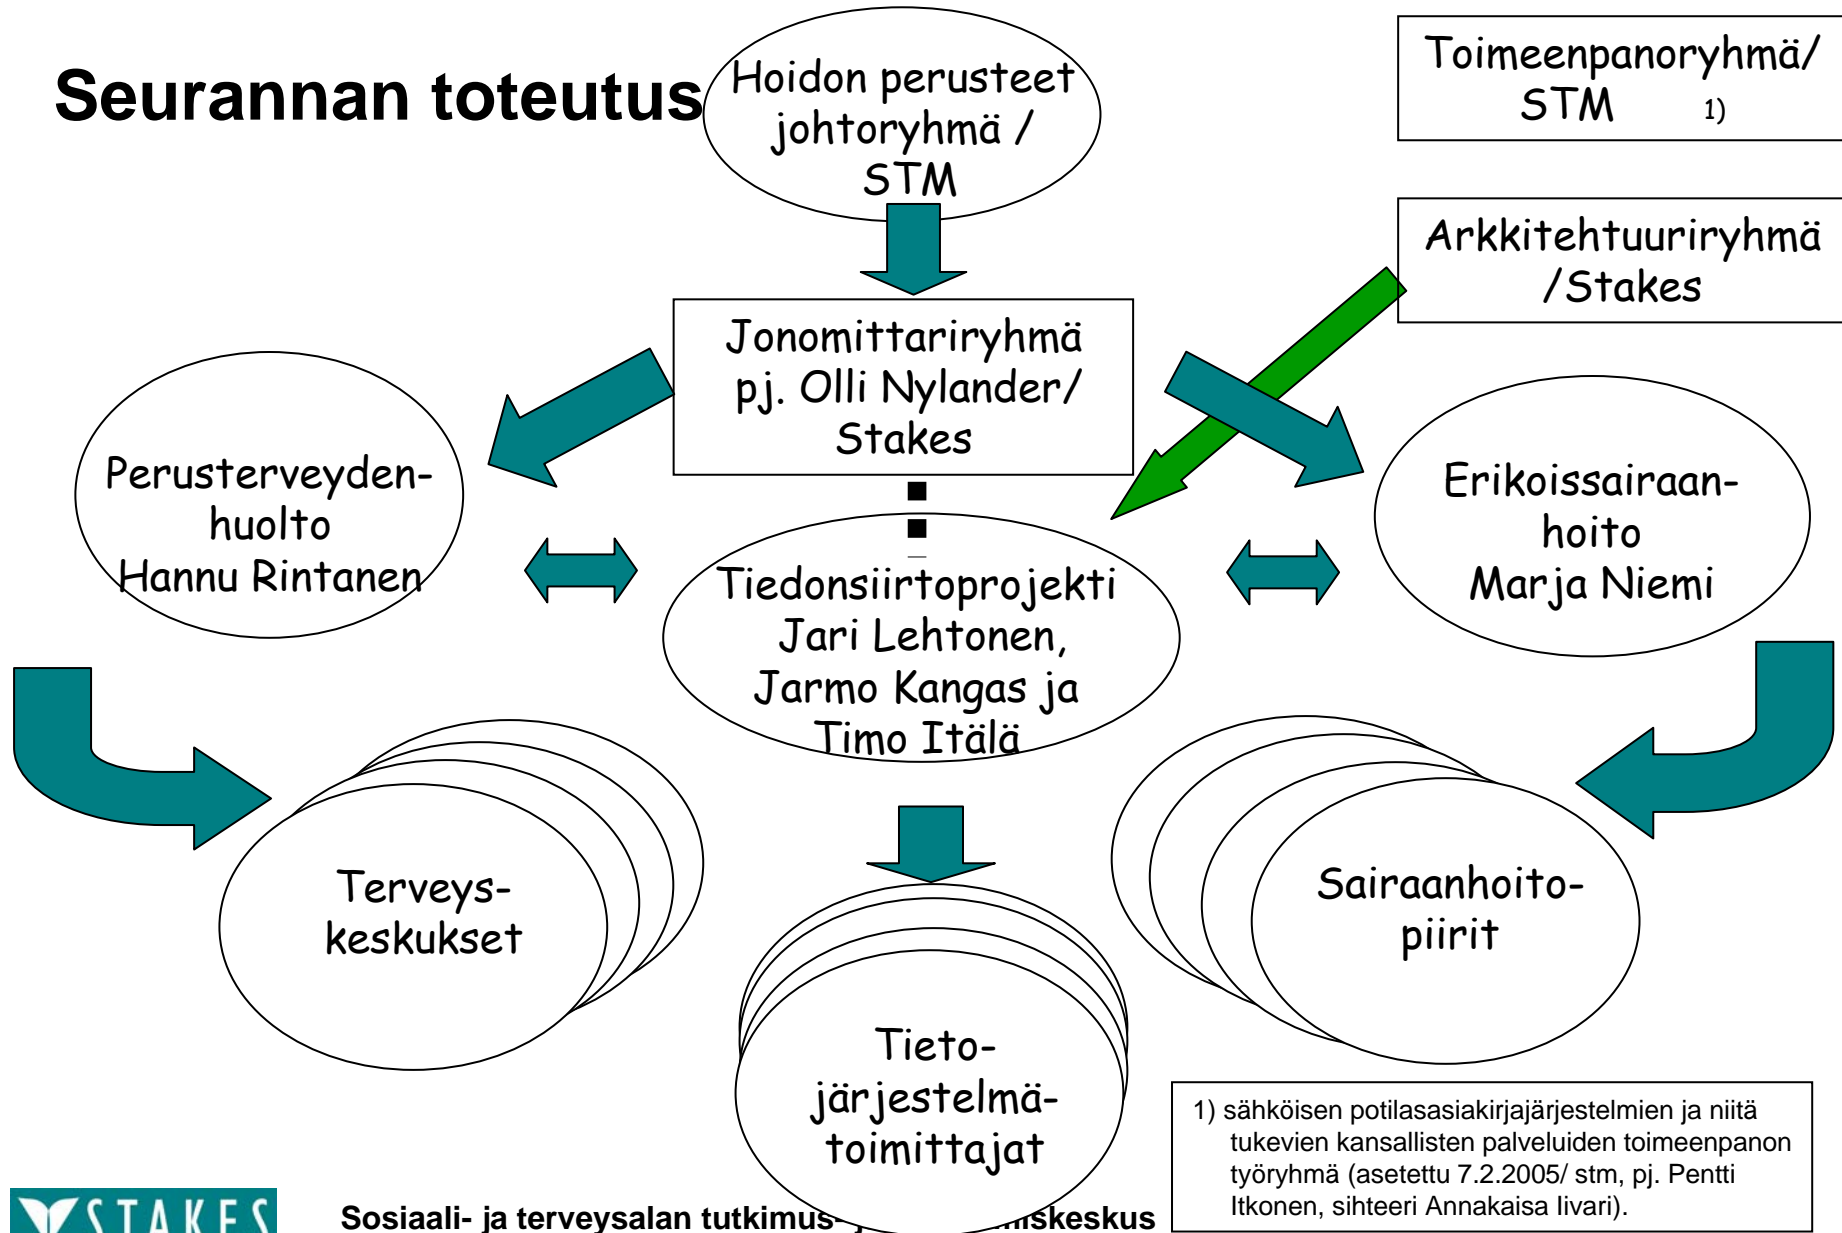 Seurannan toteutus
Hoidon perusteet
johtoryhmä /
STM
Toimeenpanoryhmä/
STM 1)
Arkkitehtuuriryhmä
/Stakes
Jonomittariryhmä
pj. Olli Nylander/
Stakes
Perusterveyden-
huolto
Hannu Rintanen
Erikoissairaan-
hoito
Marja Niemi
Tiedonsiirtoprojekti
Jari Lehtonen,
Jarmo Kangas ja
Timo Itälä
Terveys-
keskukset
Sairaanhoito-
piirit
Tieto-
järjestelmä-
toimittajat
1) sähköisen potilasasiakirjajärjestelmien ja niitä
tukevien kansallisten palveluiden toimeenpanon
työryhmä (asetettu 7.2.2005/ stm, pj. Pentti
Itkonen, sihteeri Annakaisa Iivari).
STAKES
Sosiaali- ja terveysalan tutkimus-